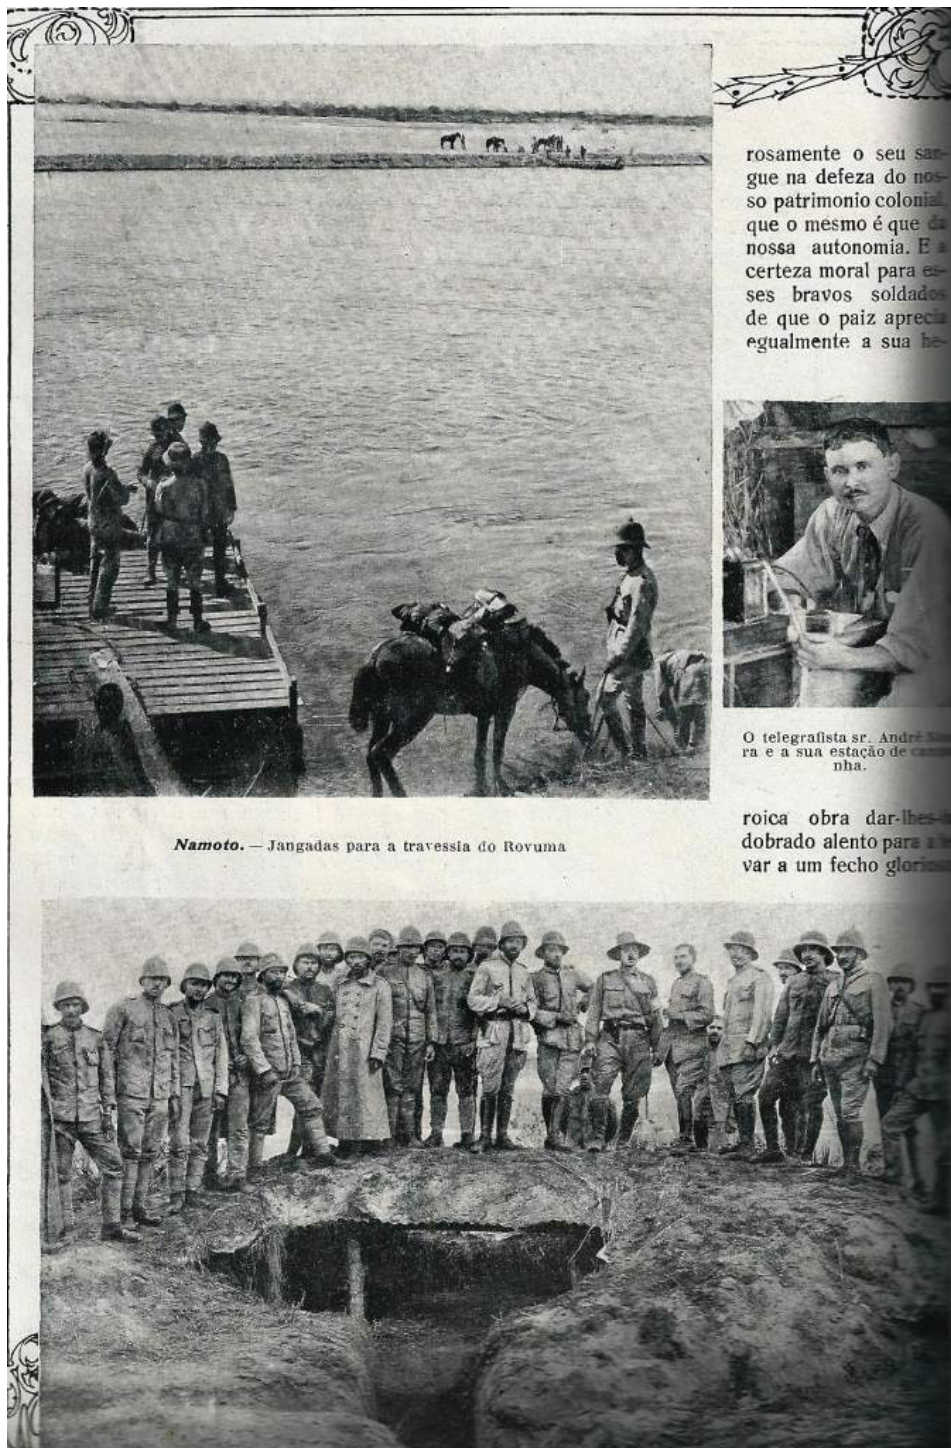 rosamente o seu san-
gue na defeza do nos-
so patrimonio colonial,
que o mesmo é que da
nossa autonomia. E a
certeza moral para es-
ses bravos soldados
de que o paiz aprecia
egualmente a sua he-
O telegrafista sr. André
ra e a sua estação de
nha.
roica obra dar-lhes-á
dobrado alento para
var a um fecho glorioso
Namoto. — Jangadas para a travessia do Rovuma